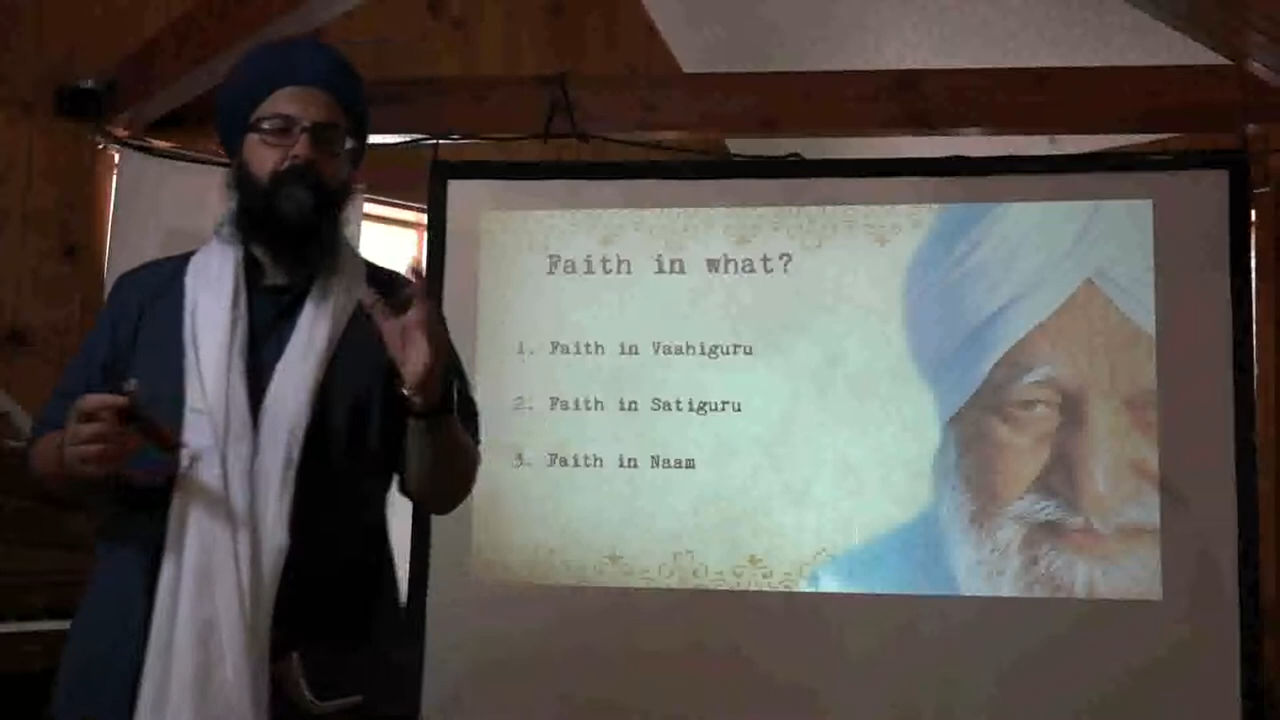 Faith in what?
1. Faith in Vaahiguru
2. Faith in Satiguru
3. Faith in Naam